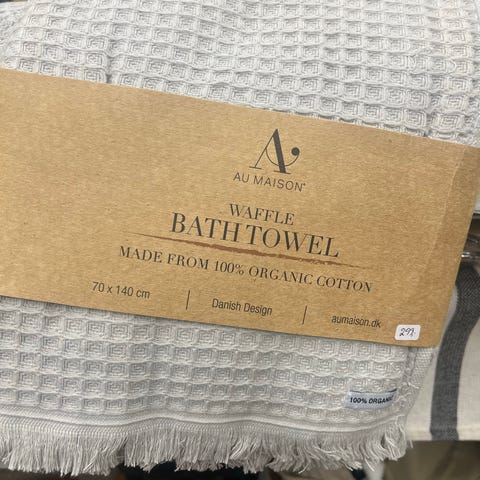 AU MAISON
WAFFLE
BATH TOWEL
MADE FROM 100% ORGANIC COTTON
70 x 140 cm
Danish Design
aumaison.dk
299.-
100% ORGANI